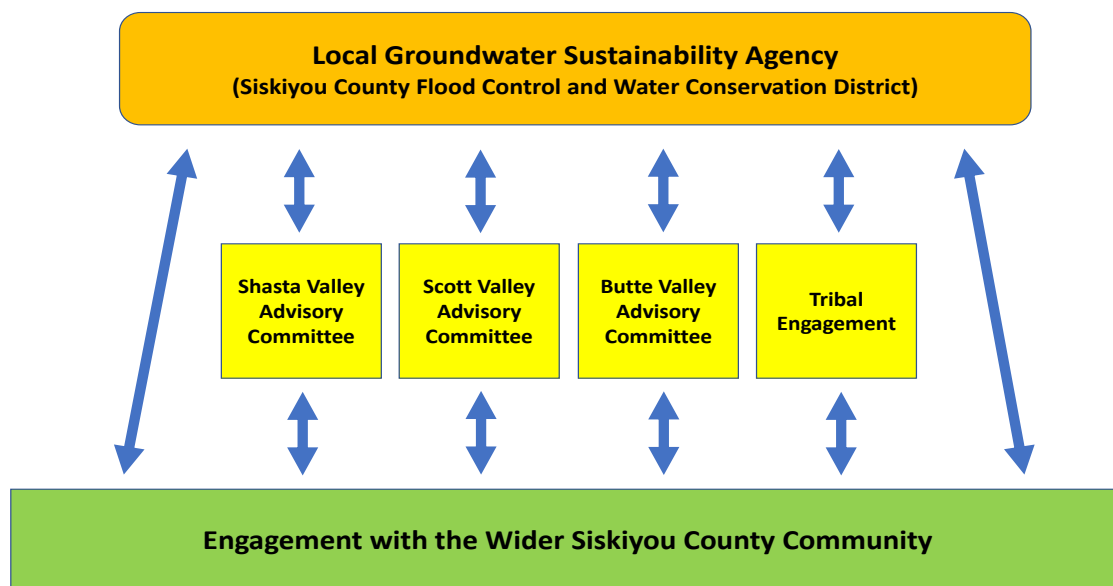 Local Groundwater Sustainability Agency
(Siskiyou County Flood Control and Water Conservation District)
Shasta Valley
Advisory
Committee
Scott Valley
Advisory
Committee
Butte Valley
Advisory
Committee
Tribal
Engagement
Engagement with the Wider Siskiyou County Community